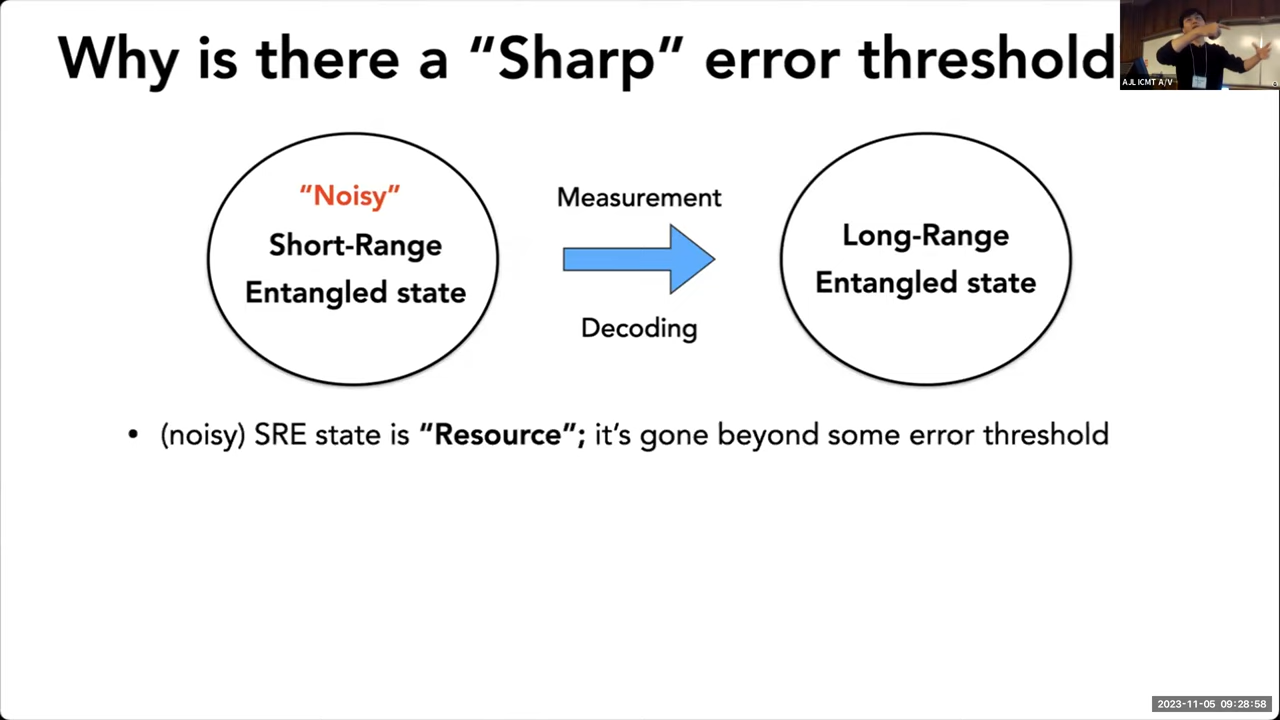 Why is there a “Sharp” error threshold
AJL ICMT A/V
“Noisy”
Short-Range
Entangled state
Measurement
Decoding
Long-Range
Entangled state
• (noisy) SRE state is “Resource”; it’s gone beyond some error threshold
2023-11-05 09:28:58